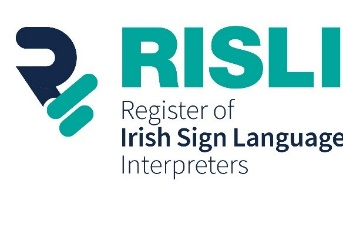 RISLI
Register of
Irish Sign Language
Interpreters